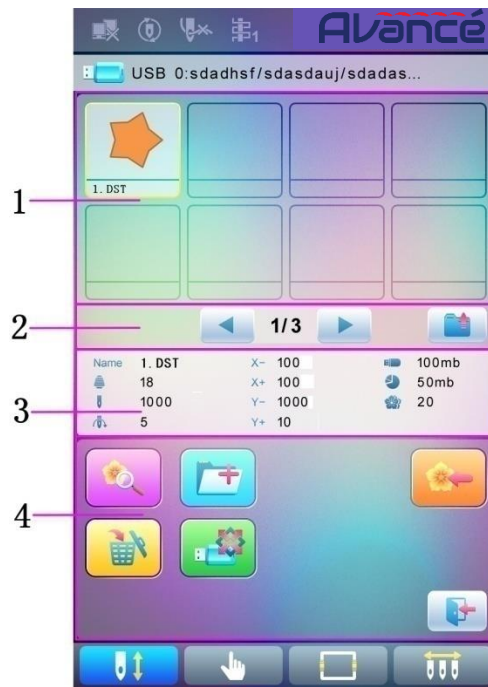 1
Avancé
USB 0:sdadhsf/sdasdauj/sdadas...
1. DST
1
2
1/3
3
Name 1. DST X- 100 100mb
18 X+ 100 50mb
1000 Y- 1000 20
5 Y+ 10
4